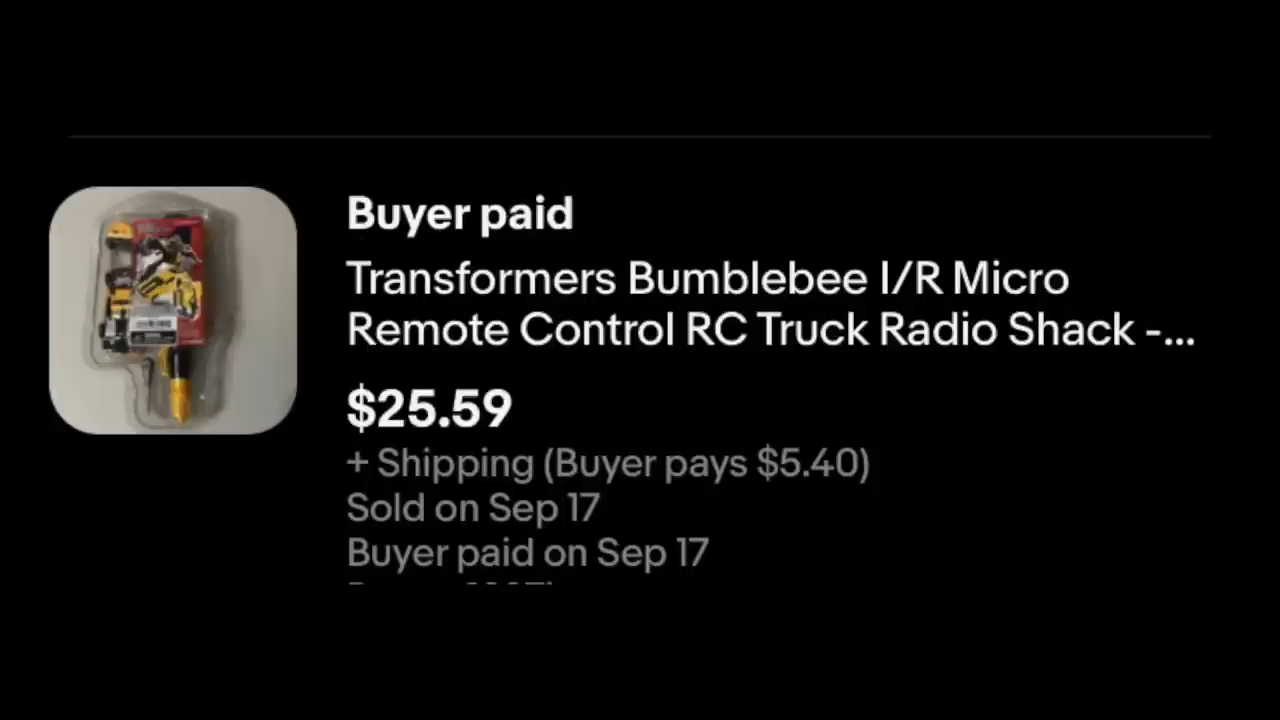 Buyer paid
Transformers Bumblebee I/R Micro
Remote Control RC Truck Radio Shack -...
$25.59
+ Shipping (Buyer pays $5.40)
Sold on Sep 17
Buyer paid on Sep 17